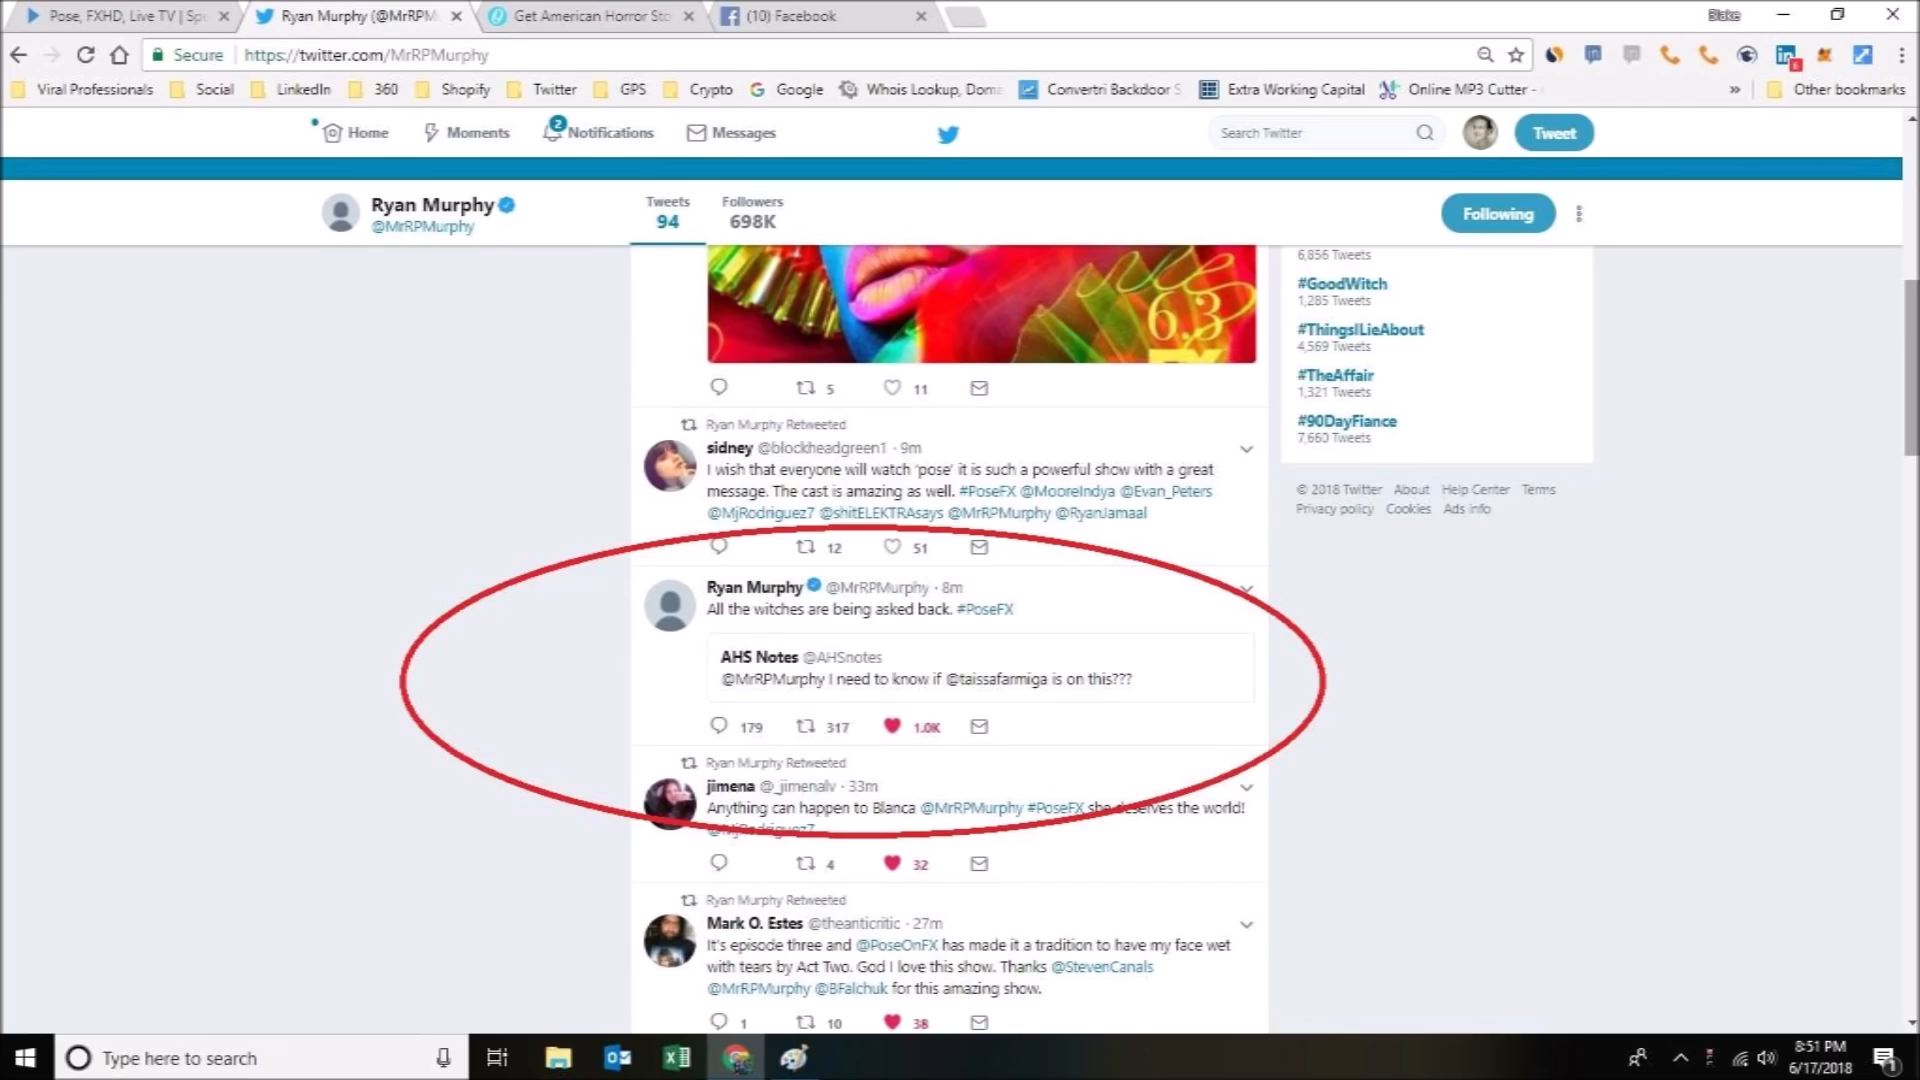 Pose, FXHD, Live TV | Sp
Ryan Murphy (@MrRPM
Get American Horror Sto
(10) Facebook
Blake
Secure
https://twitter.com/MrRPMurphy
Viral Professionals
Social
LinkedIn
360
Shopify
Twitter
GPS
Crypto
Google
Whois Lookup, Dom
Convertri Backdoor S
Extra Working Capital
Online MP3 Cutter -
»
Other bookmarks
Home
Moments
2
Notifications
Messages
Search Twitter
Tweet
Ryan Murphy
@MrRPMurphy
Tweets
94
Followers
698K
Following
6.3
6,856 Tweets
#GoodWitch
1,285 Tweets
#ThingsILieAbout
4,569 Tweets
#TheAffair
1,321 Tweets
#90DayFiance
7,660 Tweets
© 2018 Twitter About Help Center Terms
Privacy policy Cookies Ads info
5 11
Ryan Murphy Retweeted
sidney @blockheadgreen1 · 9m
I wish that everyone will watch 'pose' it is such a powerful show with a great
message. The cast is amazing as well. #PoseFX @MooreIndya @Evan_Peters
@MjRodriguez7 @shitELEKTRAsays @MrRPMurphy @RyanJamaal
12 51
Ryan Murphy @MrRPMurphy · 8m
All the witches are being asked back. #PoseFX
AHS Notes @AHSnotes
@MrRPMurphy I need to know if @taissafarmiga is on this???
179 317 1.0K
Ryan Murphy Retweeted
jimena @_jimenalv · 33m
Anything can happen to Blanca @MrRPMurphy #PoseFX she deserves the world!
@MjRodriguez7
4 32
Ryan Murphy Retweeted
Mark O. Estes @theanticritic · 27m
It's episode three and @PoseOnFX has made it a tradition to have my face wet
with tears by Act Two. God I love this show. Thanks @StevenCanals
@MrRPMurphy @BFalchuk for this amazing show.
1 10 38
Type here to search
8:51 PM
6/17/2018
1